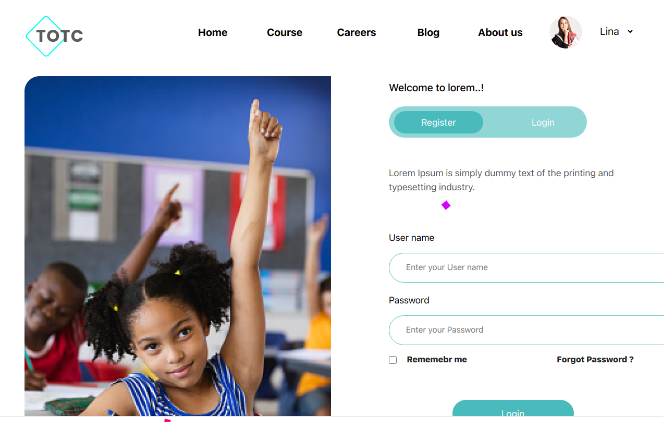 TOTC
Home Course Careers Blog About us Lina
Welcome to lorem..!
Register Login
Lorem Ipsum is simply dummy text of the printing and
typesetting industry.
User name
Enter your User name
Password
Enter your Password
Rememebr me Forgot Password ?
Login